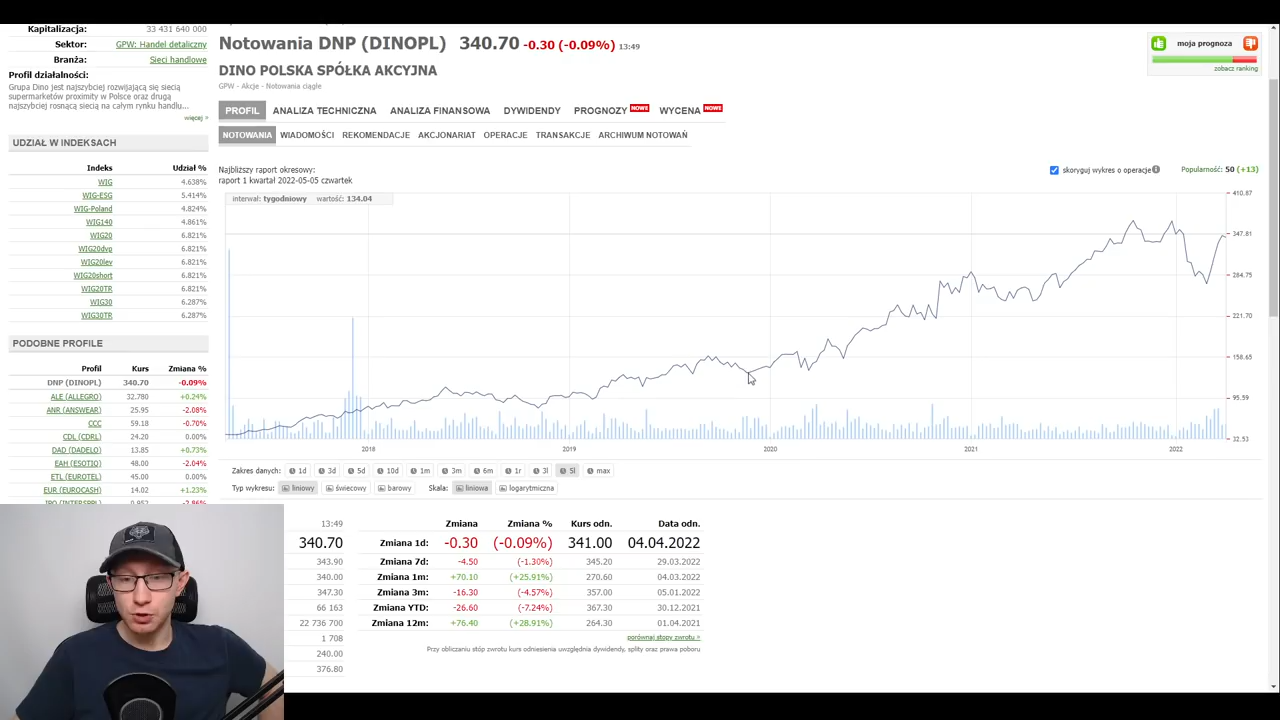 Kapitalizacja: 33 431 640 000
Sektor: GPW: Handel detaliczny
Branża: Sieci handlowe
Profil działalności:
Grupa Dino jest najszybciej rozwijającą się siecią
supermarketów proximity w Polsce oraz drugą
najszybciej rosnącą siecią na całym rynku handlu...
więcej »
UDZIAŁ W INDEKSACH
Indeks Udział %
WIG 4.638%
WIG-ESG 5.414%
WIG-Poland 4.824%
WIG140 4.861%
WIG20 6.821%
WIG20dvp 6.821%
WIG20lev 6.821%
WIG20short 6.821%
WIG20TR 6.821%
WIG30 6.287%
WIG30TR 6.287%
PODOBNE PROFILE
Profil Kurs Zmiana %
DNP (DINOPL) 340.70 -0.09%
ALE (ALLEGRO) 32.780 +0.24%
ANR (ANSWEAR) 25.95 -2.08%
CCC 59.18 -0.70%
CDL (CDRL) 24.20 0.00%
DAD (DADELO) 13.85 +0.73%
EAH (ESOTIQ) 48.00 -2.04%
ETL (EUROTEL) 45.00 0.00%
EUR (EUROCASH) 14.02 +1.23%
Notowania DNP (DINOPL) 340.70 -0.30 (-0.09%) 13:49
DINO POLSKA SPÓŁKA AKCYJNA
GPW - Akcje - Notowania ciągłe
moja prognoza
zobacz ranking
PROFIL ANALIZA TECHNICZNA ANALIZA FINANSOWA DYWIDENDY PROGNOZY NOWE WYCENA NOWE
NOTOWANIA WIADOMOŚCI REKOMENDACJE AKCJONARIAT OPERACJE TRANSAKCJE ARCHIWUM NOTOWAŃ
Najbliższy raport okresowy:
raport 1 kwartał 2022-05-05 czwartek
skoryguj wykres o operacje
Popularność: 50 (+13)
interwał: tygodniowy wartość: 134.04
410.87
347.81
284.75
221.70
158.65
95.59
32.53
2018 2019 2020 2021 2022
Zakres danych: 1d 3d 5d 10d 1m 3m 6m 1r 3l 5l max
Typ wykresu: liniowy świecowy barowy Skala: liniowa logarytmiczna
13:49
340.70
343.90
340.00
347.30
66 163
22 736 700
1 708
240.00
376.80
Zmiana Zmiana % Kurs odn. Data odn.
Zmiana 1d: -0.30 (-0.09%) 341.00 04.04.2022
Zmiana 7d: -4.50 (-1.30%) 345.20 29.03.2022
Zmiana 1m: +70.10 (+25.91%) 270.60 04.03.2022
Zmiana 3m: -16.30 (-4.57%) 357.00 05.01.2022
Zmiana YTD: -26.60 (-7.24%) 367.30 30.12.2021
Zmiana 12m: +76.40 (+28.91%) 264.30 01.04.2021
porównaj stopy zwrotu »
Przy obliczaniu stóp zwrotu kurs odniesienia uwzględnia dywidendy, splity oraz prawa poboru